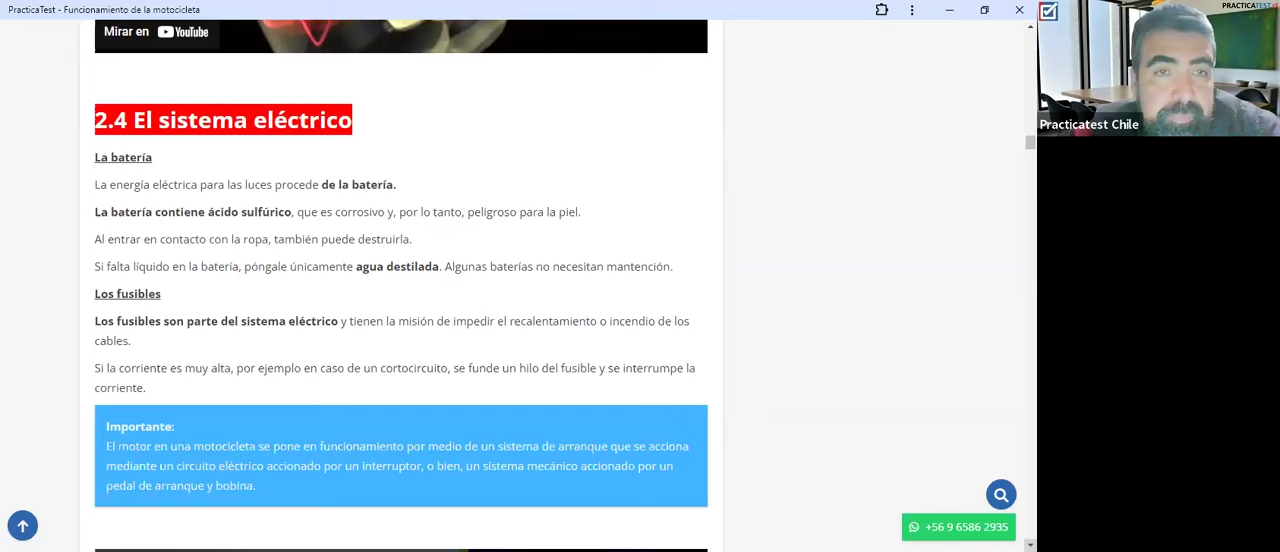 PracticaTest - Funcionamiento de la motocicleta
PRACTICATEST
Mirar en YouTube
Practicatest Chile
2.4 El sistema eléctrico
La batería
La energía eléctrica para las luces procede de la batería.
La batería contiene ácido sulfúrico, que es corrosivo y, por lo tanto, peligroso para la piel.
Al entrar en contacto con la ropa, también puede destruirla.
Si falta líquido en la batería, póngale únicamente agua destilada. Algunas baterías no necesitan mantención.
Los fusibles
Los fusibles son parte del sistema eléctrico y tienen la misión de impedir el recalentamiento o incendio de los
cables.
Si la corriente es muy alta, por ejemplo en caso de un cortocircuito, se funde un hilo del fusible y se interrumpe la
corriente.
Importante:
El motor en una motocicleta se pone en funcionamiento por medio de un sistema de arranque que se acciona
mediante un circuito eléctrico accionado por un interruptor, o bien, un sistema mecánico accionado por un
pedal de arranque y bobina.
+56 9 6586 2935